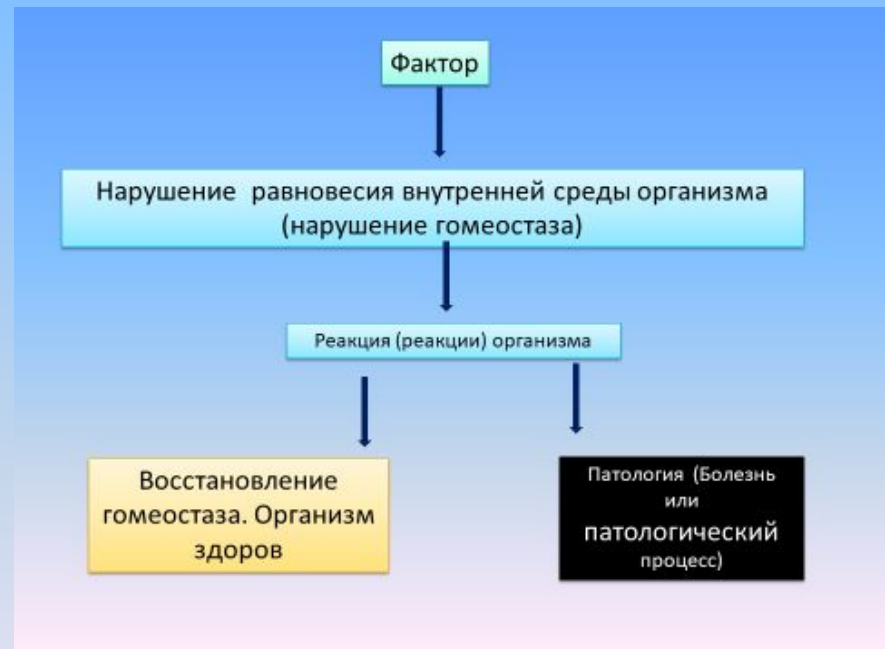 Фактор
Нарушение равновесия внутренней среды организма
(нарушение гомеостаза)
Реакция (реакции) организма
Восстановление
гомеостаза. Организм
здоров
Патология (Болезнь
или
патологический
процесс)